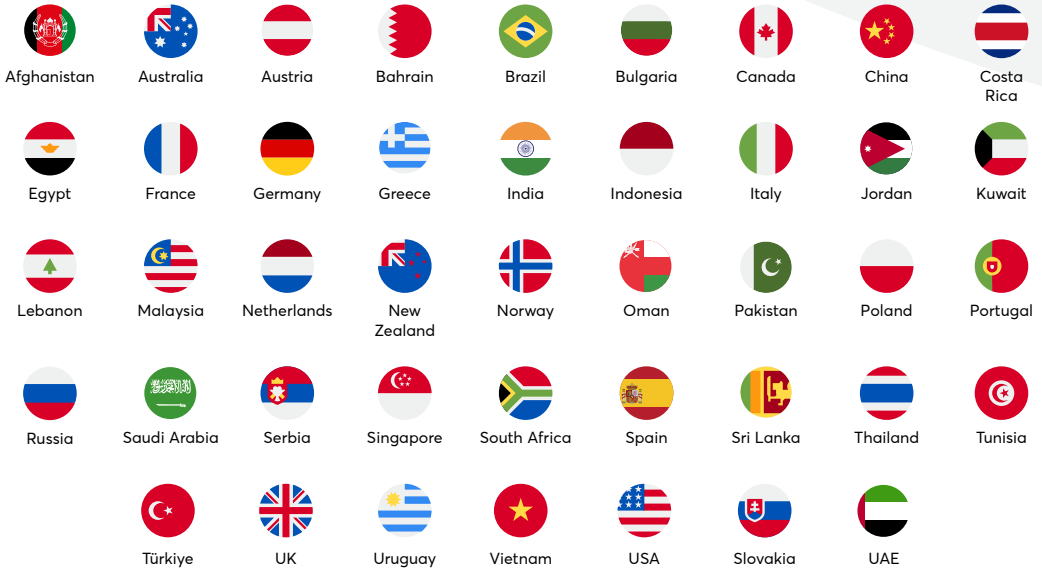 Afghanistan
Australia
Austria
Bahrain
Brazil
Bulgaria
Canada
China
Costa
Rica
Egypt
France
Germany
Greece
India
Indonesia
Italy
Jordan
Kuwait
Lebanon
Malaysia
Netherlands
New
Zealand
Norway
Oman
Pakistan
Poland
Portugal
Russia
Saudi Arabia
Serbia
Singapore
South Africa
Spain
Sri Lanka
Thailand
Tunisia
Türkiye
UK
Uruguay
Vietnam
USA
Slovakia
UAE